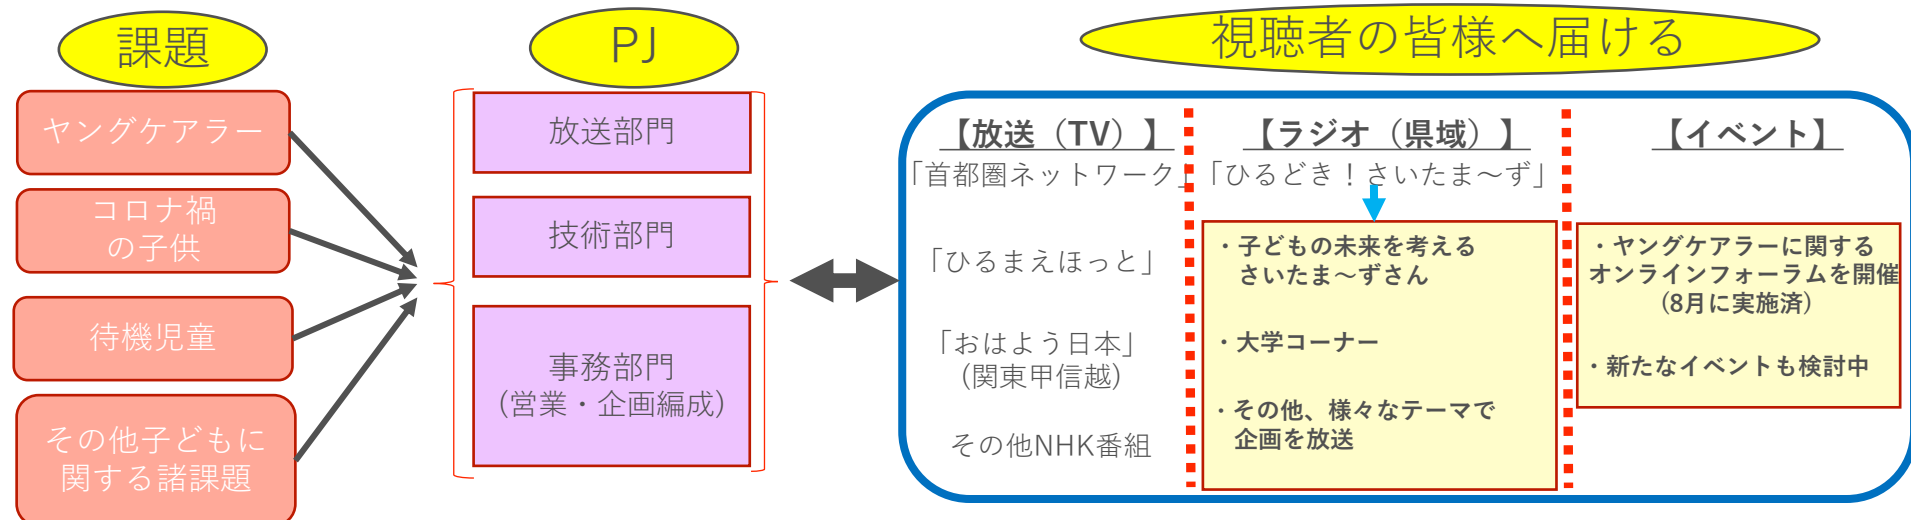 課題
ヤングケアラー
コロナ禍
の子供
待機児童
その他子どもに
関する諸課題
PJ
放送部門
技術部門
事務部門
(営業・企画編成)
視聴者の皆様へ届ける
【放送（TV）】
「首都圏ネットワーク」
「ひるまえほっと」
「おはよう日本」
(関東甲信越)
その他NHK番組
【ラジオ（県域）】
「ひるどき！さいたま～ず」
・子どもの未来を考える
さいたま～ずさん
・大学コーナー
・その他、様々なテーマで
企画を放送
【イベント】
・ヤングケアラーに関する
オンラインフォーラムを開催
(8月に実施済)
・新たなイベントも検討中